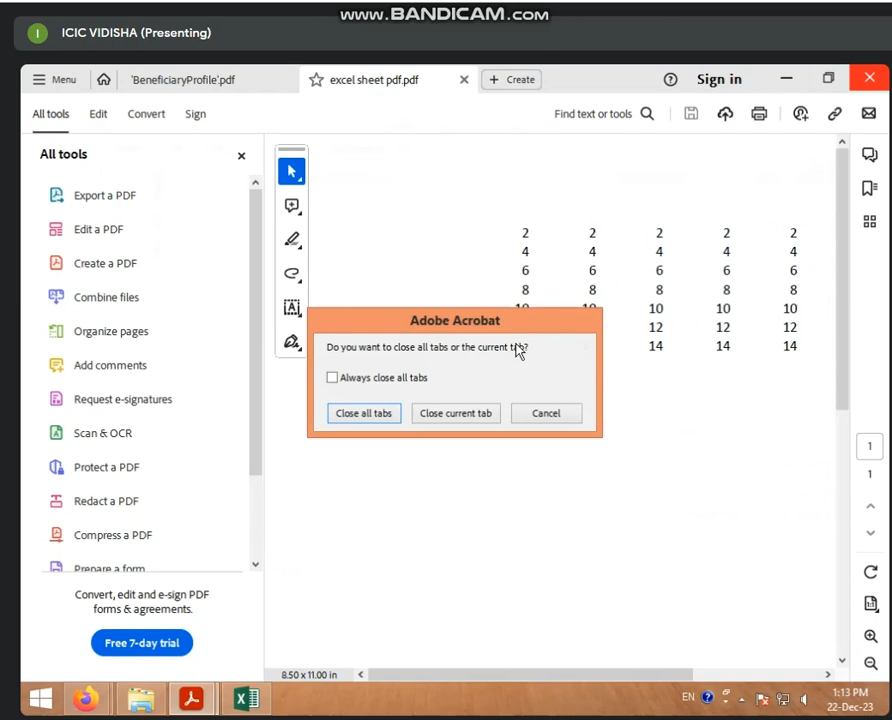 WWW.BANDICAM.COM
I ICIC VIDISHA (Presenting)
Menu 'BeneficiaryProfile'.pdf excel sheet pdf.pdf Create Sign in
All tools Edit Convert Sign Find text or tools
All tools
Export a PDF
Edit a PDF
Create a PDF
Combine files
Organize pages
Add comments
Request e-signatures
Scan & OCR
Protect a PDF
Redact a PDF
Compress a PDF
Prepare a form
Convert, edit and e-sign PDF
forms & agreements.
Free 7-day trial
2 2 2 2 2
4 4 4 4 4
6 6 6 6 6
8 8 8 8 8
10 10 10 10 10
12 12 12
14 14 14
Adobe Acrobat
Do you want to close all tabs or the current tab?
Always close all tabs
Close all tabs Close current tab Cancel
1
1
8.50 x 11.00 in
EN 1:13 PM
22-Dec-23